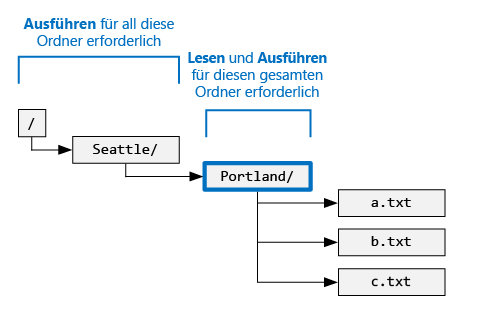 Ausführen für all diese
Ordner erforderlich
Lesen und Ausführen
für diesen gesamten
Ordner erforderlich
/
Seattle/
Portland/
a.txt
b.txt
c.txt